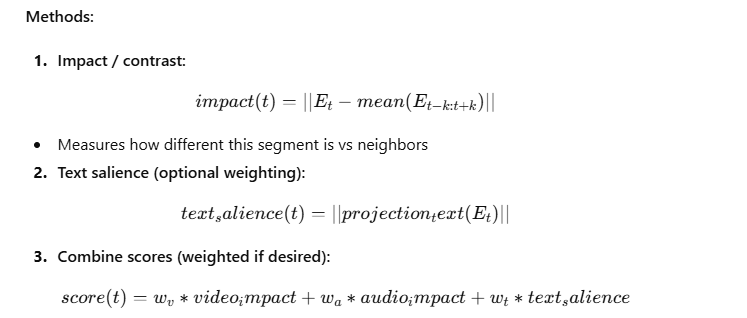 Methods:
1. Impact / contrast:
impact(t) = ||E_t − mean(E_{t−k:t+k})||
• Measures how different this segment is vs neighbors
2. Text salience (optional weighting):
text_salience(t) = ||projection_text(E_t)||
3. Combine scores (weighted if desired):
score(t) = w_v * video_impact + w_a * audio_impact + w_t * text_salience